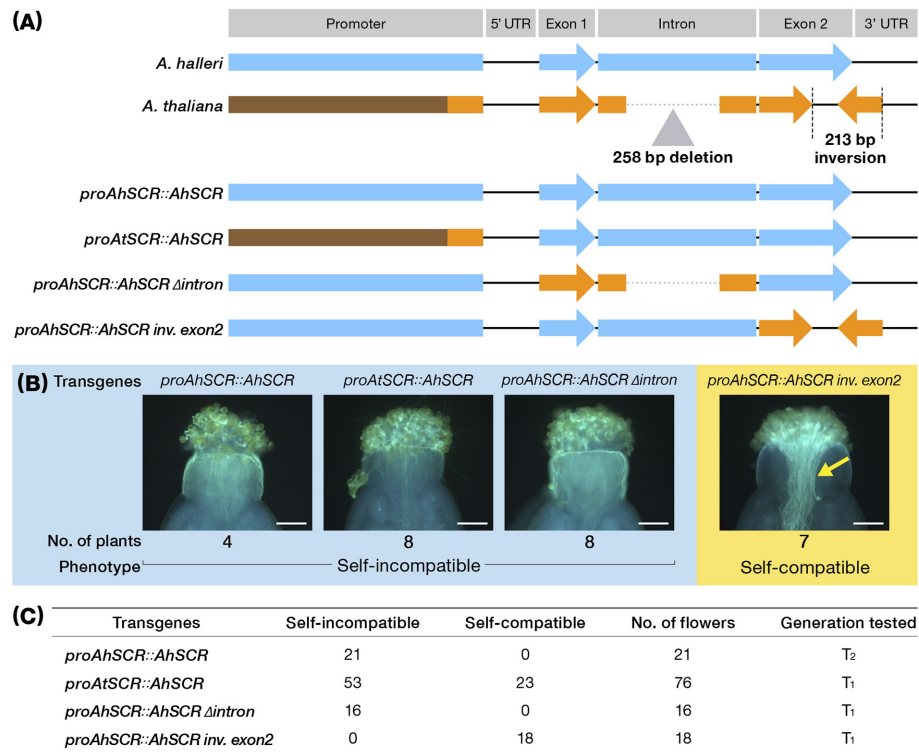 (A)
Promoter 5' UTR Exon 1 Intron Exon 2 3' UTR
A. halleri
A. thaliana
258 bp deletion
213 bp
inversion
proAhSCR::AhSCR
proAtSCR::AhSCR
proAhSCR::AhSCR Δintron
proAhSCR::AhSCR inv. exon2
(B)
Transgenes proAhSCR::AhSCR proAtSCR::AhSCR proAhSCR::AhSCR Δintron proAhSCR::AhSCR inv. exon2
No. of plants 4 8 8 7
Phenotype Self-incompatible Self-compatible
(C)
Transgenes Self-incompatible Self-compatible No. of flowers Generation tested
proAhSCR::AhSCR 21 0 21 T₂
proAtSCR::AhSCR 53 23 76 T₁
proAhSCR::AhSCR Δintron 16 0 16 T₁
proAhSCR::AhSCR inv. exon2 0 18 18 T₁